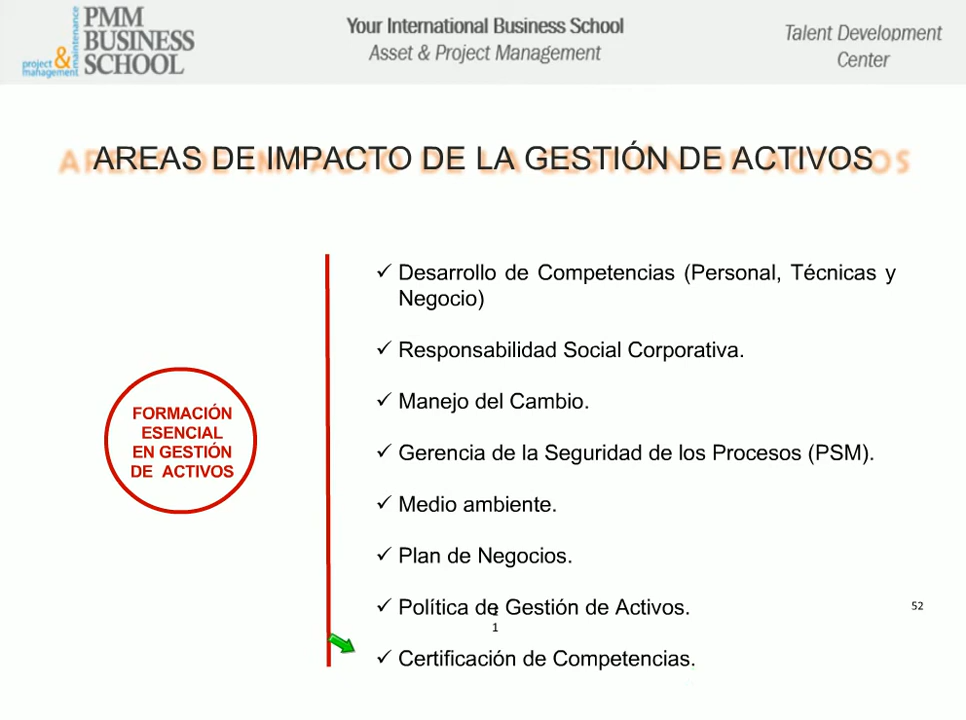 PMM
BUSINESS
SCHOOL
project
&
management
maintenance
Your International Business School
Asset & Project Management
Talent Development
Center
AREAS DE IMPACTO DE LA GESTIÓN DE ACTIVOS
✓ Desarrollo de Competencias (Personal, Técnicas y
Negocio)
✓ Responsabilidad Social Corporativa.
✓ Manejo del Cambio.
FORMACIÓN
ESENCIAL
EN GESTIÓN
DE ACTIVOS
✓ Gerencia de la Seguridad de los Procesos (PSM).
✓ Medio ambiente.
✓ Plan de Negocios.
✓ Política de Gestión de Activos.
1
52
✓ Certificación de Competencias.